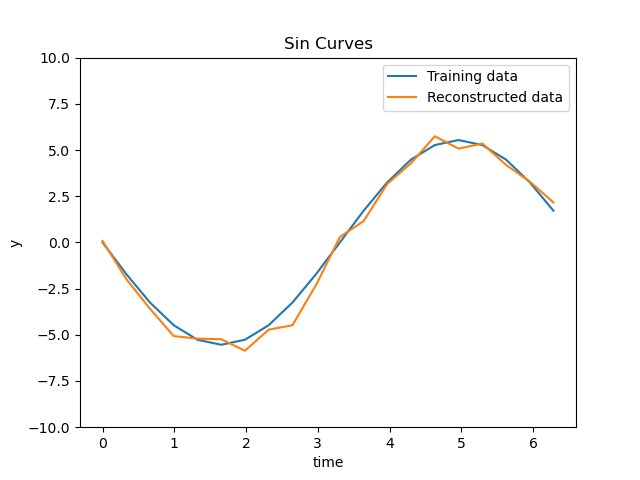 Sin Curves
Training data
Reconstructed data
10.0
7.5
5.0
2.5
0.0
−2.5
−5.0
−7.5
−10.0
y
0 1 2 3 4 5 6
time